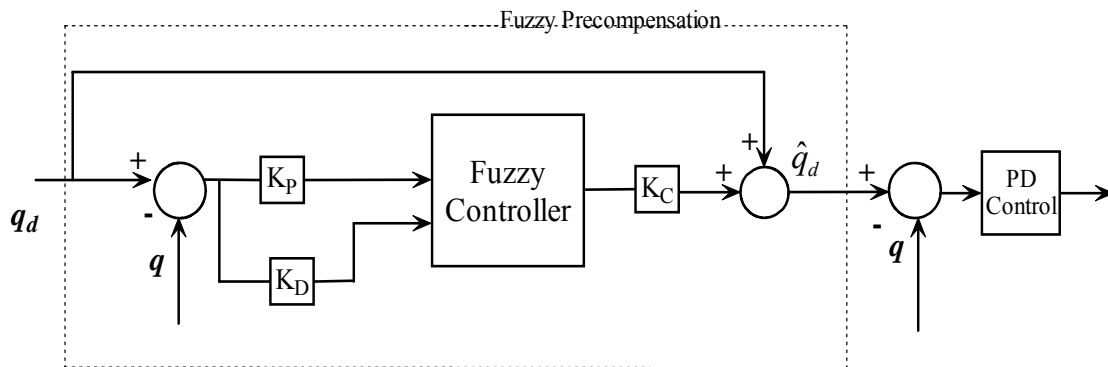 Fuzzy Precompensation
+
+
K_P
Fuzzy
Controller
K_C
+
q̂_d
+
PD
Control
-
q_d
q
K_D
-
q